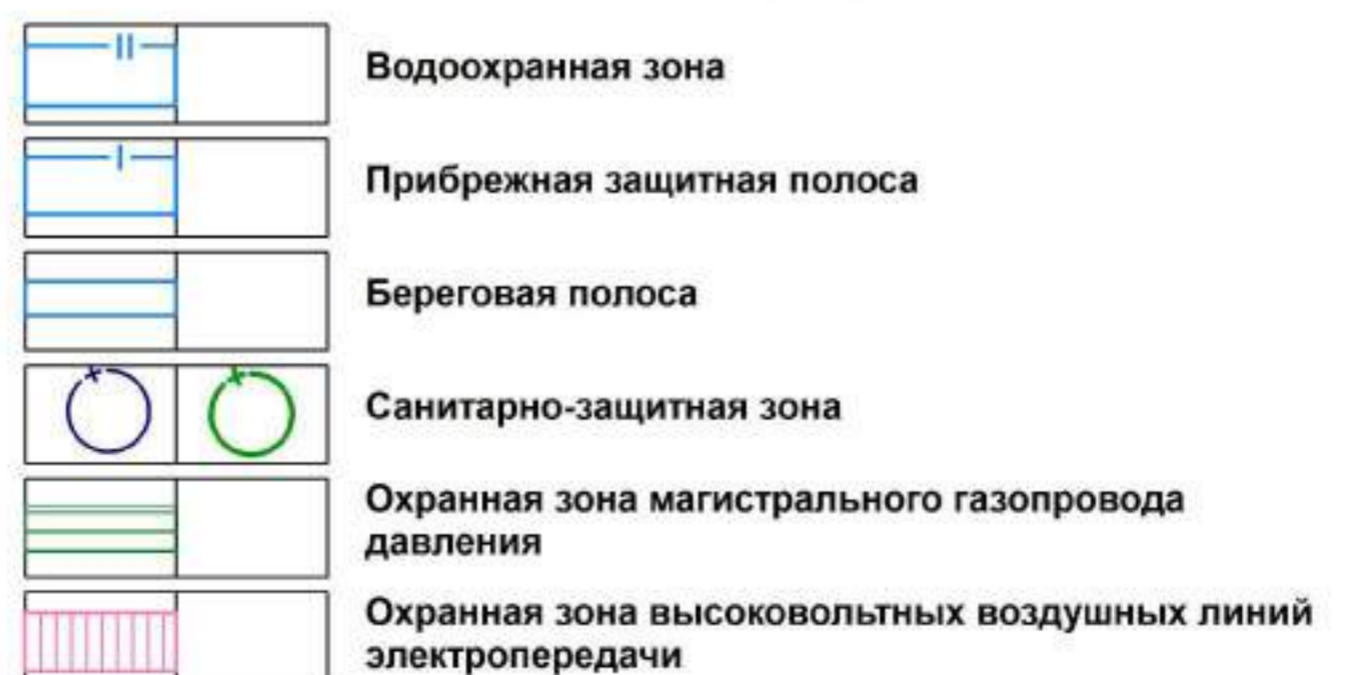 Водоохранная зона
Прибрежная защитная полоса
Береговая полоса
Санитарно-защитная зона
Охранная зона магистрального газопровода
давления
Охранная зона высоковольтных воздушных линий
электропередачи